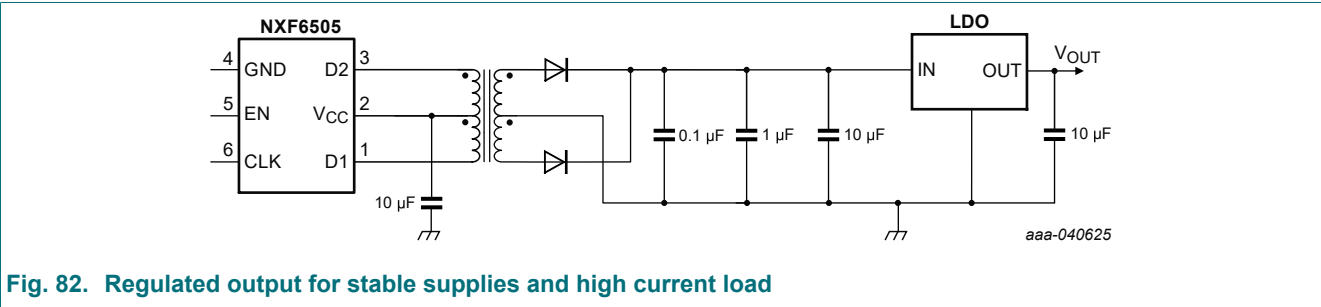 NXF6505
LDO
4 GND D2 3
5 EN VCC 2
6 CLK D1 1
10 µF
0.1 µF
1 µF
10 µF
IN OUT
VOUT
10 µF
aaa-040625
Fig. 82. Regulated output for stable supplies and high current load